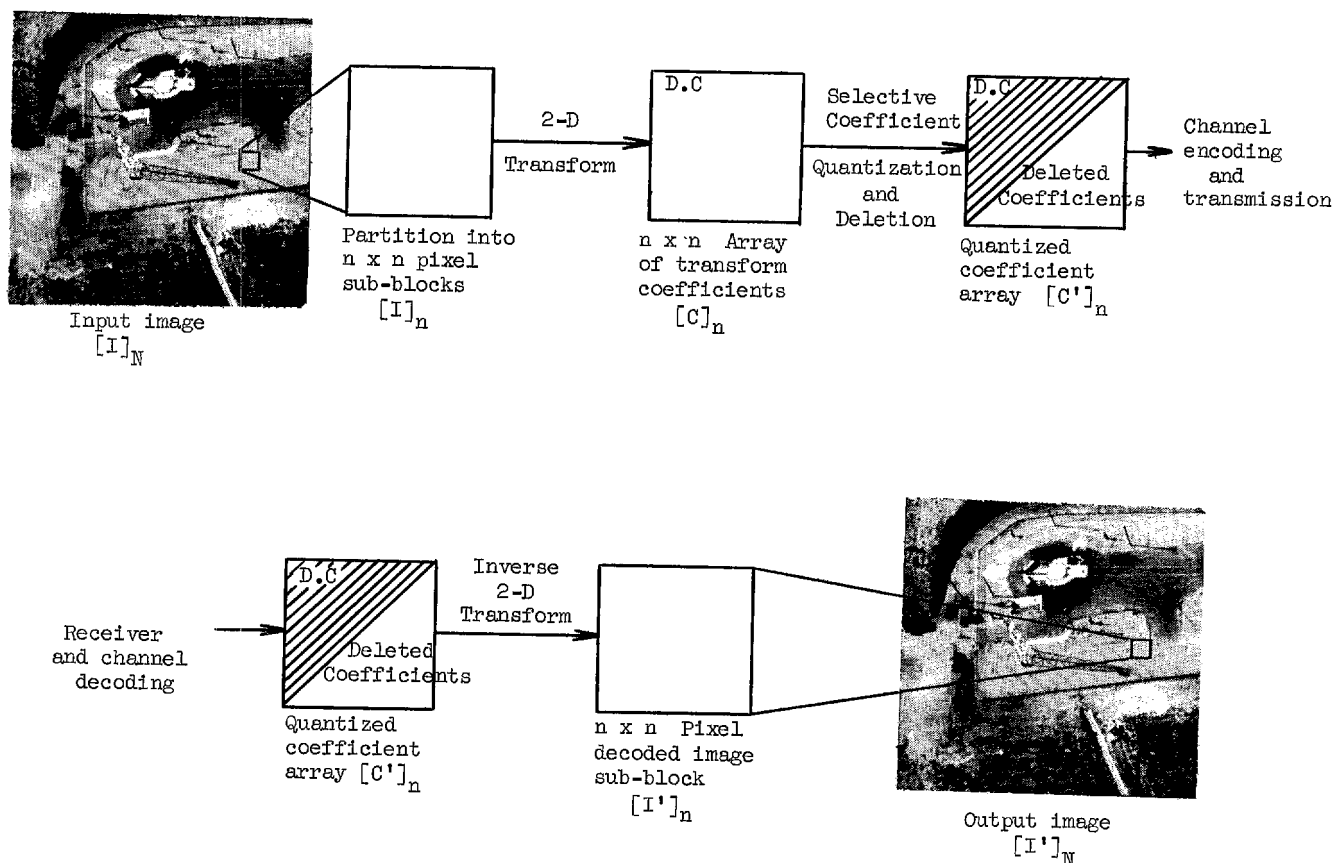 Input image
[I]N
Partition into
n x n pixel
sub-blocks
[I]n
2-D
Transform
D.C
n x n Array
of transform
coefficients
[C]n
Selective
Coefficient
Quantization
and
Deletion
D.C
Deleted
Coefficients
Quantized
coefficient
array [C']n
Channel
encoding
and
transmission
Receiver
and channel
decoding
D.C
Deleted
Coefficients
Quantized
coefficient
array [C']n
Inverse
2-D
Transform
n x n Pixel
decoded image
sub-block
[I']n
Output image
[I']N